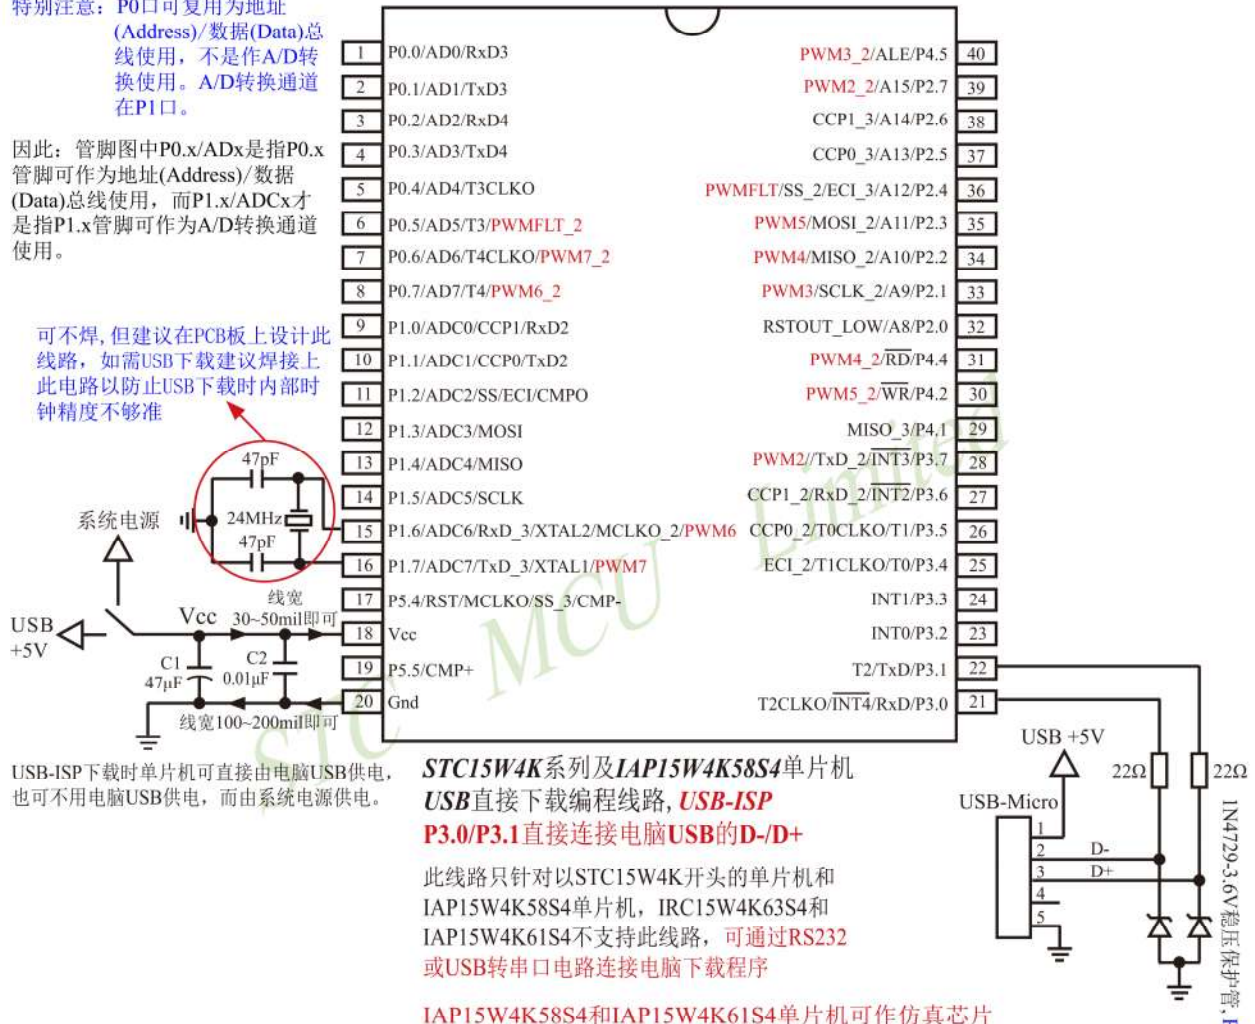 特别注意：P0口可复用为地址
(Address)/数据(Data)总
线使用，不是作A/D转
换使用。A/D转换通道
在P1口。
因此：管脚图中P0.x/ADx是指P0.x
管脚可作为地址(Address)/数据
(Data)总线使用，而P1.x/ADCx才
是指P1.x管脚可作为A/D转换通道
使用。
可不焊,但建议在PCB板上设计此
线路，如需USB下载建议焊接上
此电路以防止USB下载时内部时
钟精度不够准
47pF
24MHz
47pF
系统电源
USB
+5V
Vcc
线宽
30~50mil即可
C1
47μF
C2
0.01μF
线宽100~200mil即可
USB-ISP下载时单片机可直接由电脑USB供电，
也可不用电脑USB供电，而由系统电源供电。
1 P0.0/AD0/RxD3
2 P0.1/AD1/TxD3
3 P0.2/AD2/RxD4
4 P0.3/AD3/TxD4
5 P0.4/AD4/T3CLKO
6 P0.5/AD5/T3/PWMFLT_2
7 P0.6/AD6/T4CLKO/PWM7_2
8 P0.7/AD7/T4/PWM6_2
9 P1.0/ADC0/CCP1/RxD2
10 P1.1/ADC1/CCP0/TxD2
11 P1.2/ADC2/SS/ECI/CMPO
12 P1.3/ADC3/MOSI
13 P1.4/ADC4/MISO
14 P1.5/ADC5/SCLK
15 P1.6/ADC6/RxD_3/XTAL2/MCLKO_2/PWM6
16 P1.7/ADC7/TxD_3/XTAL1/PWM7
17 P5.4/RST/MCLKO/SS_3/CMP-
18 Vcc
19 P5.5/CMP+
20 Gnd
PWM3_2/ALE/P4.5 40
PWM2_2/A15/P2.7 39
CCP1_3/A14/P2.6 38
CCP0_3/A13/P2.5 37
PWMFLT/SS_2/ECI_3/A12/P2.4 36
PWM5/MOSI_2/A11/P2.3 35
PWM4/MISO_2/A10/P2.2 34
PWM3/SCLK_2/A9/P2.1 33
RSTOUT_LOW/A8/P2.0 32
PWM4_2/RD/P4.4 31
PWM5_2/WR/P4.2 30
MISO_3/P4.1 29
PWM2//TxD_2/INT3/P3.7 28
CCP1_2/RxD_2/INT2/P3.6 27
CCP0_2/T0CLKO/T1/P3.5 26
ECI_2/T1CLKO/T0/P3.4 25
INT1/P3.3 24
INT0/P3.2 23
T2/TxD/P3.1 22
T2CLKO/INT4/RxD/P3.0 21
STC MCU Limited
STC15W4K系列及IAP15W4K58S4单片机
USB直接下载编程线路, USB-ISP
P3.0/P3.1直接连接电脑USB的D-/D+
此线路只针对以STC15W4K开头的单片机和
IAP15W4K58S4单片机，IRC15W4K63S4和
IAP15W4K61S4不支持此线路，可通过RS232
或USB转串口电路连接电脑下载程序
IAP15W4K58S4和IAP15W4K61S4单片机可作仿真芯片
USB +5V
22Ω
22Ω
USB-Micro
1
2 D-
3 D+
4
5
1N4729-3.6V稳压保护管,